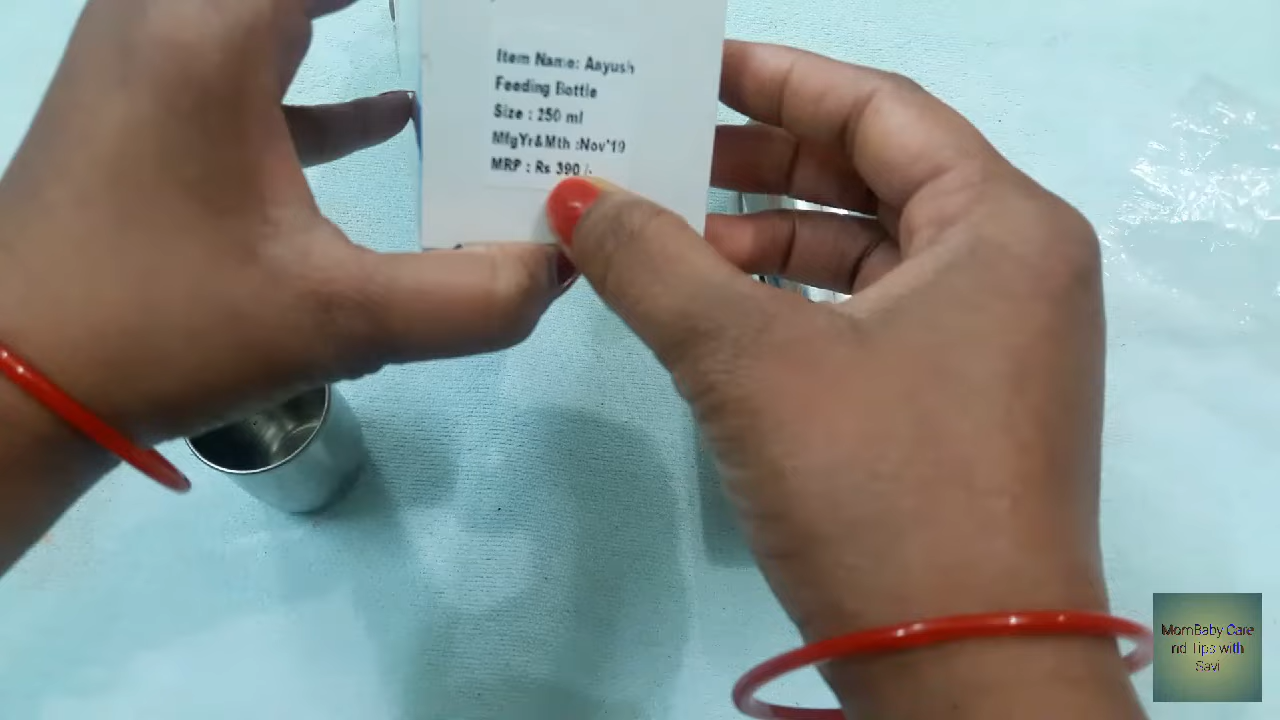 Item Name: Aayush
Feeding Bottle
Size : 250 ml
MfgYr&Mth :Nov'19
MRP : Rs 390 /-
MomBaby Care
nd Tips with
Savi